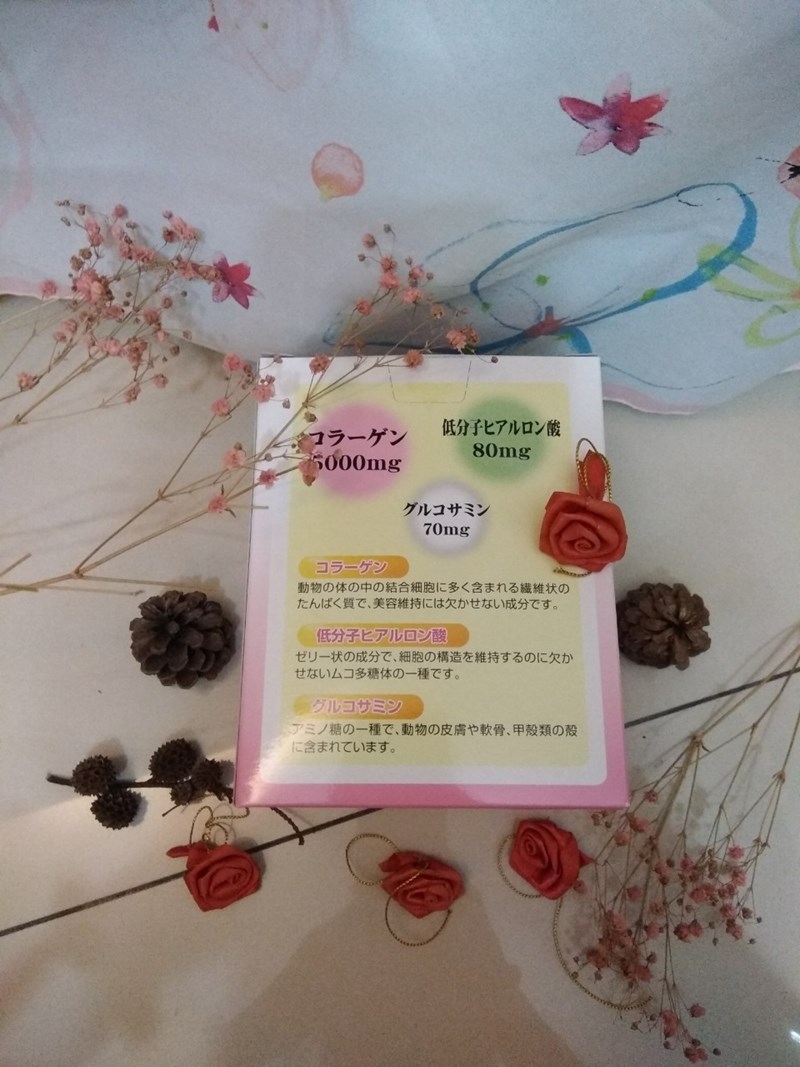 コラーゲン
5000mg
低分子ヒアルロン酸
80mg
グルコサミン
70mg
コラーゲン
動物の体の中の結合細胞に多く含まれる繊維状の
たんぱく質で、美容維持には欠かせない成分です。
低分子ヒアルロン酸
ゼリー状の成分で、細胞の構造を維持するのに欠か
せないムコ多糖体の一種です。
グルコサミン
アミノ糖の一種で、動物の皮膚や軟骨、甲殻類の殻
に含まれています。